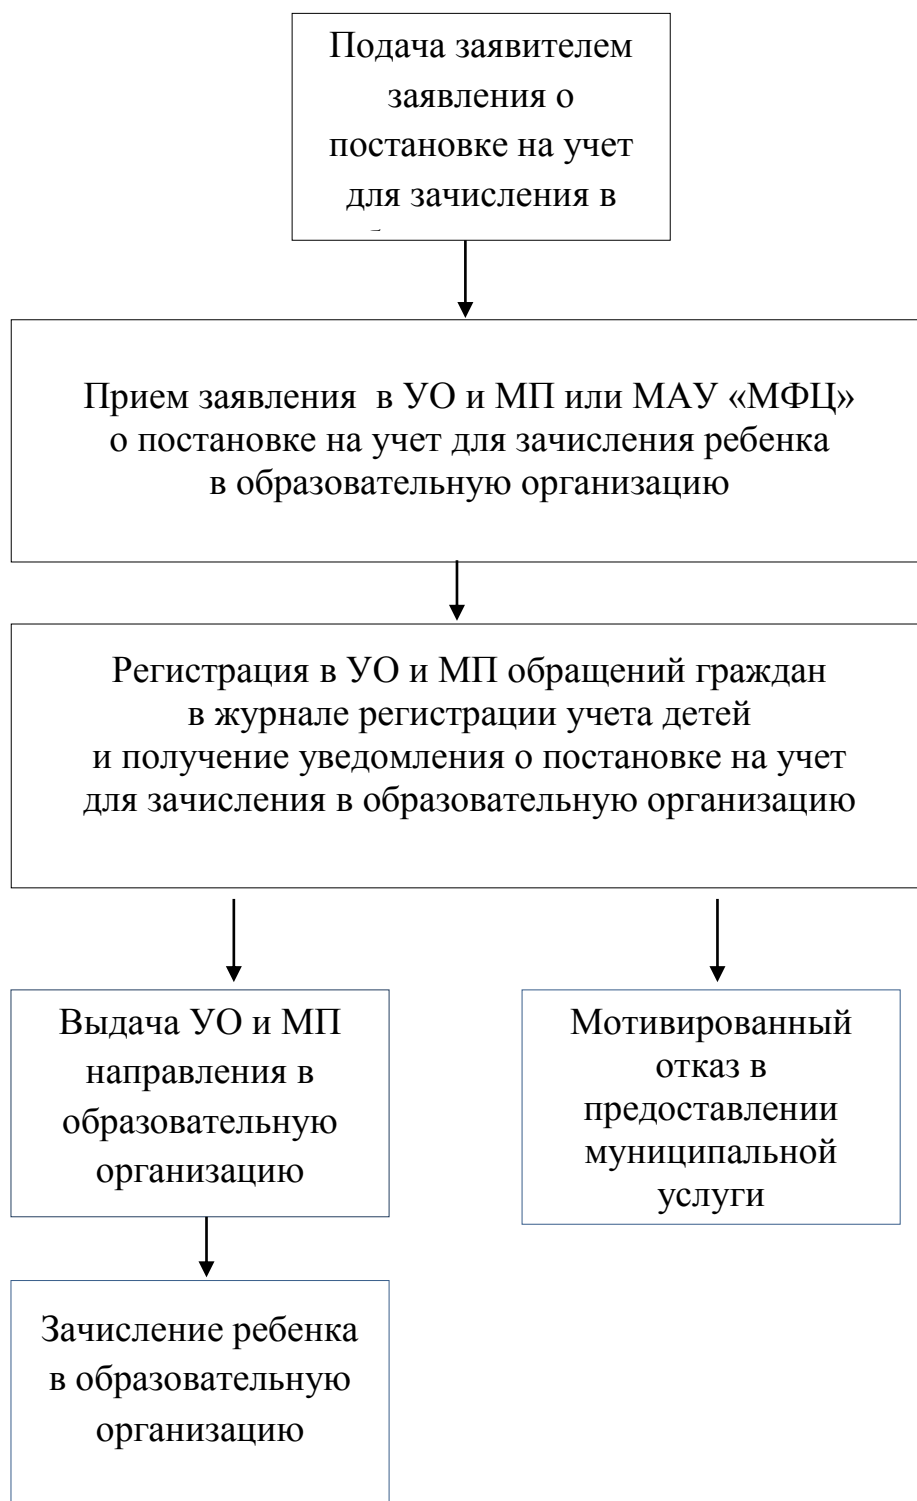 Подача заявителем
заявления о
постановке на учет
для зачисления в
Прием заявления  в УО и МП или МАУ «МФЦ»
о постановке на учет для зачисления ребенка
в образовательную организацию
Регистрация в УО и МП обращений граждан
в журнале регистрации учета детей
и получение уведомления о постановке на учет
для зачисления в образовательную организацию
Выдача УО и МП
направления в
образовательную
организацию
Мотивированный
отказ в
предоставлении
муниципальной
услуги
Зачисление ребенка
в образовательную
организацию